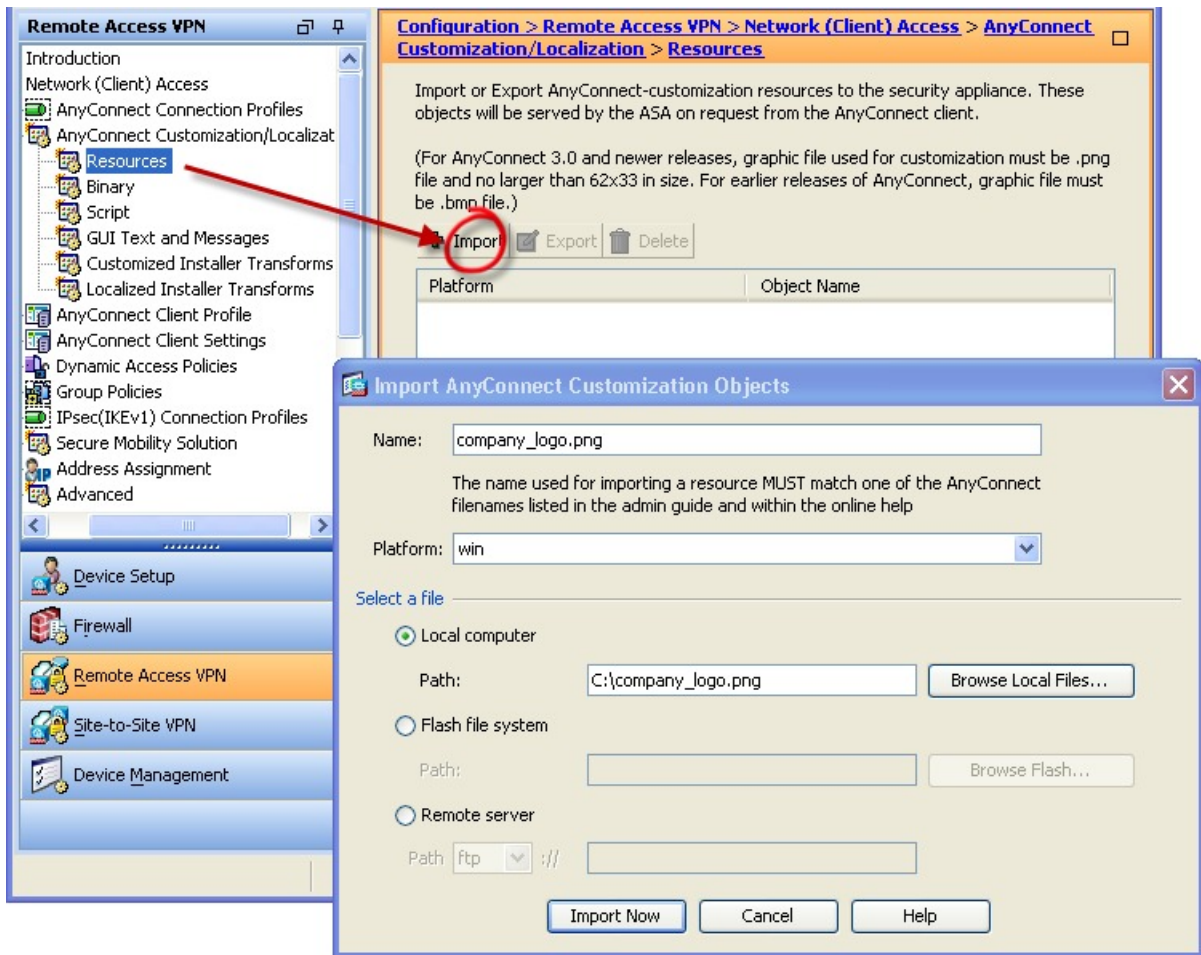 Remote Access VPN
Introduction
Network (Client) Access
AnyConnect Connection Profiles
AnyConnect Customization/Localizat
Resources
Binary
Script
GUI Text and Messages
Customized Installer Transforms
Localized Installer Transforms
AnyConnect Client Profile
AnyConnect Client Settings
Dynamic Access Policies
Group Policies
IPsec(IKEv1) Connection Profiles
Secure Mobility Solution
Address Assignment
Advanced
Device Setup
Firewall
Remote Access VPN
Site-to-Site VPN
Device Management
Configuration > Remote Access VPN > Network (Client) Access > AnyConnect
Customization/Localization > Resources
Import or Export AnyConnect-customization resources to the security appliance. These
objects will be served by the ASA on request from the AnyConnect client.
(For AnyConnect 3.0 and newer releases, graphic file used for customization must be .png
file and no larger than 62x33 in size. For earlier releases of AnyConnect, graphic file must
be .bmp file.)
Import Export Delete
Platform Object Name
Import AnyConnect Customization Objects
Name: company_logo.png
The name used for importing a resource MUST match one of the AnyConnect
filenames listed in the admin guide and within the online help
Platform: win
Select a file
Local computer
Path: C:\company_logo.png Browse Local Files...
Flash file system
Path: Browse Flash...
Remote server
Path ftp ://
Import Now Cancel Help